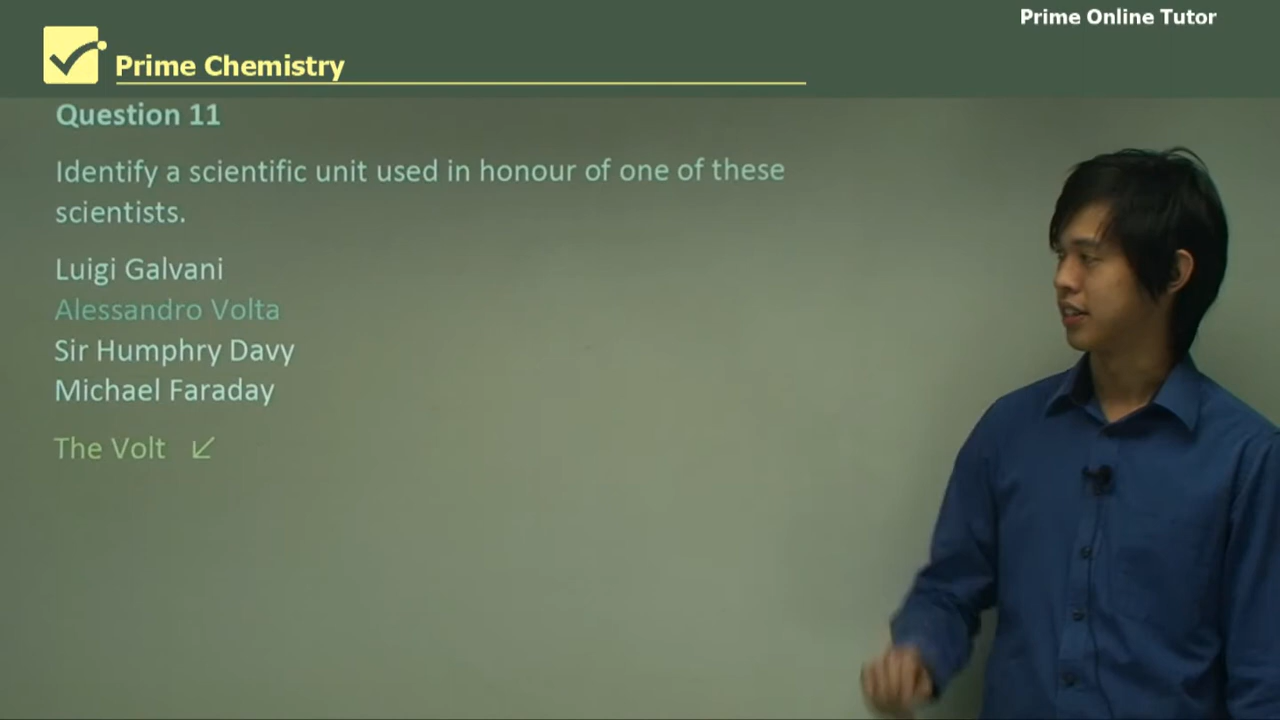 Prime Online Tutor
Prime Chemistry
Question 11
Identify a scientific unit used in honour of one of these
scientists.
Luigi Galvani
Alessandro Volta
Sir Humphry Davy
Michael Faraday
The Volt